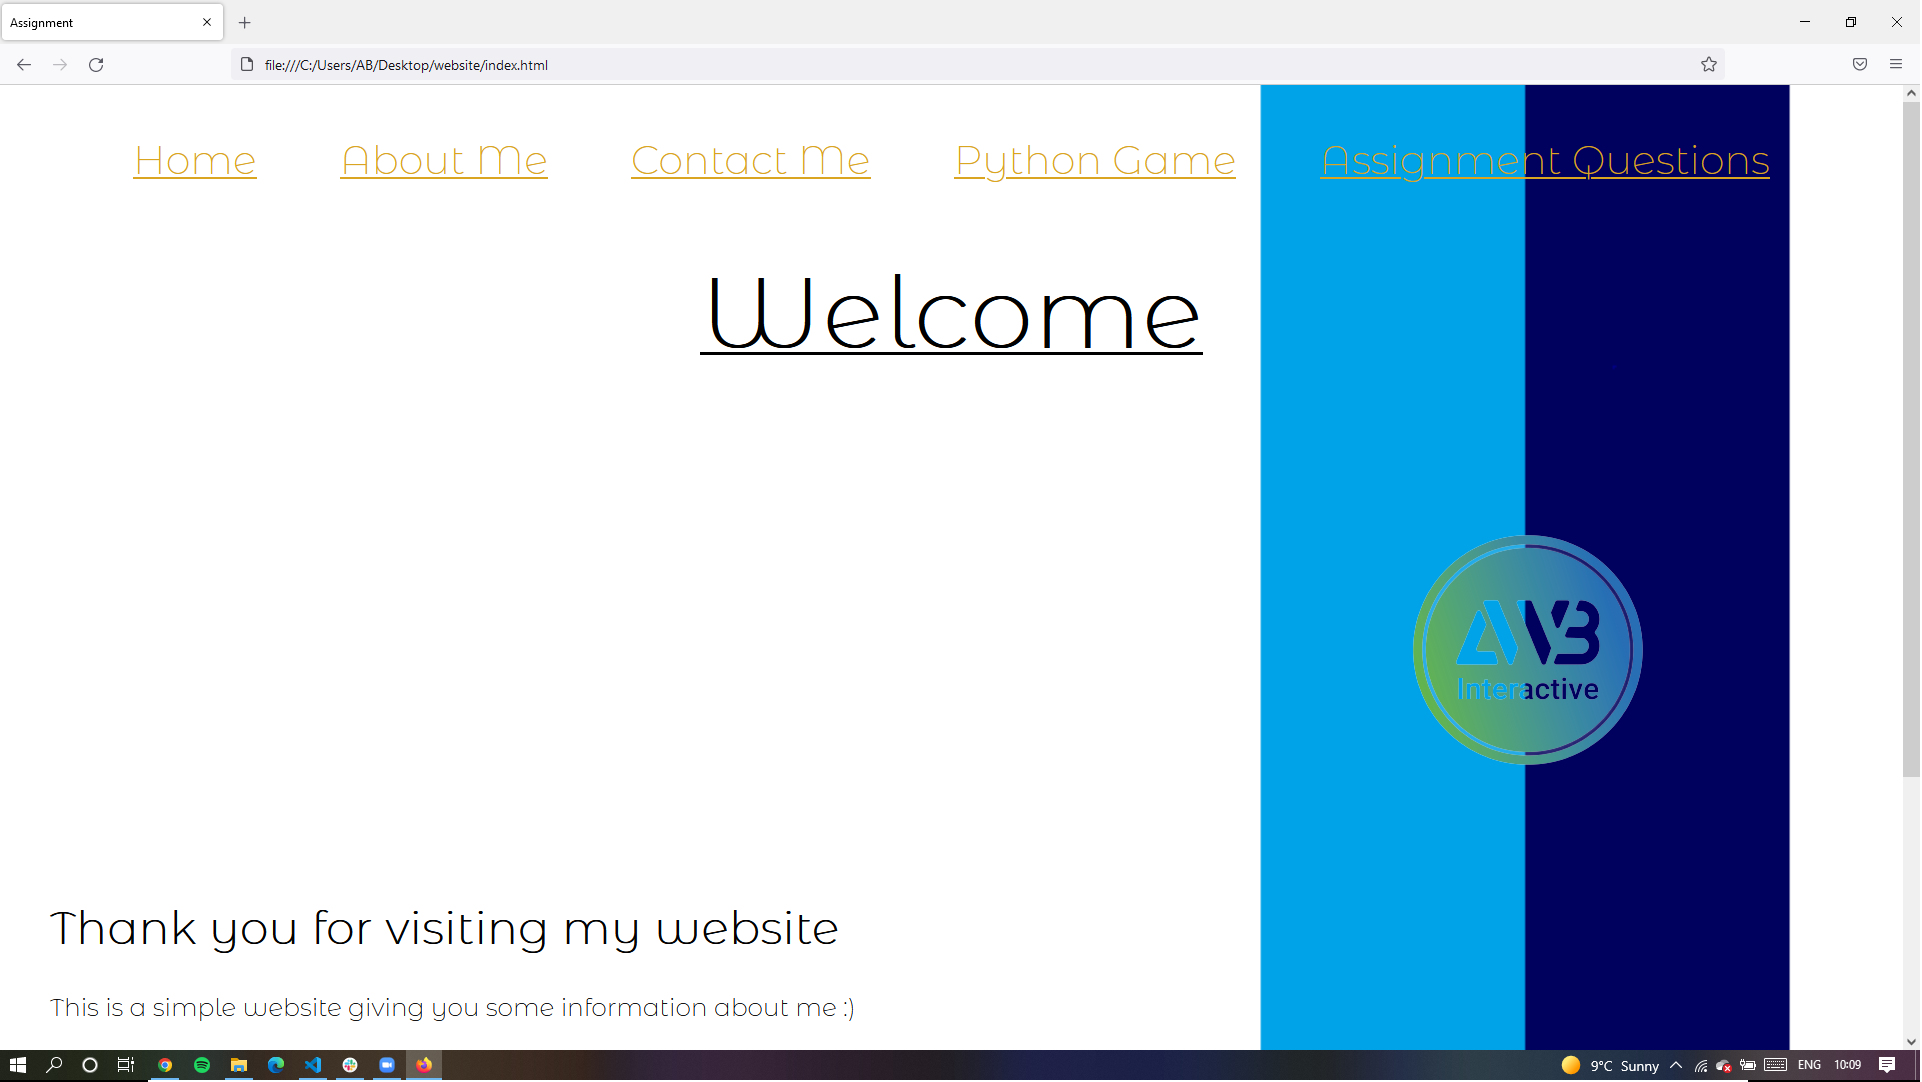 Assignment
file:///C:/Users/AB/Desktop/website/index.html
Home About Me Contact Me Python Game Assignment Questions
Welcome
AWB
Interactive
Thank you for visiting my website
This is a simple website giving you some information about me :)
9°C Sunny ENG 10:09